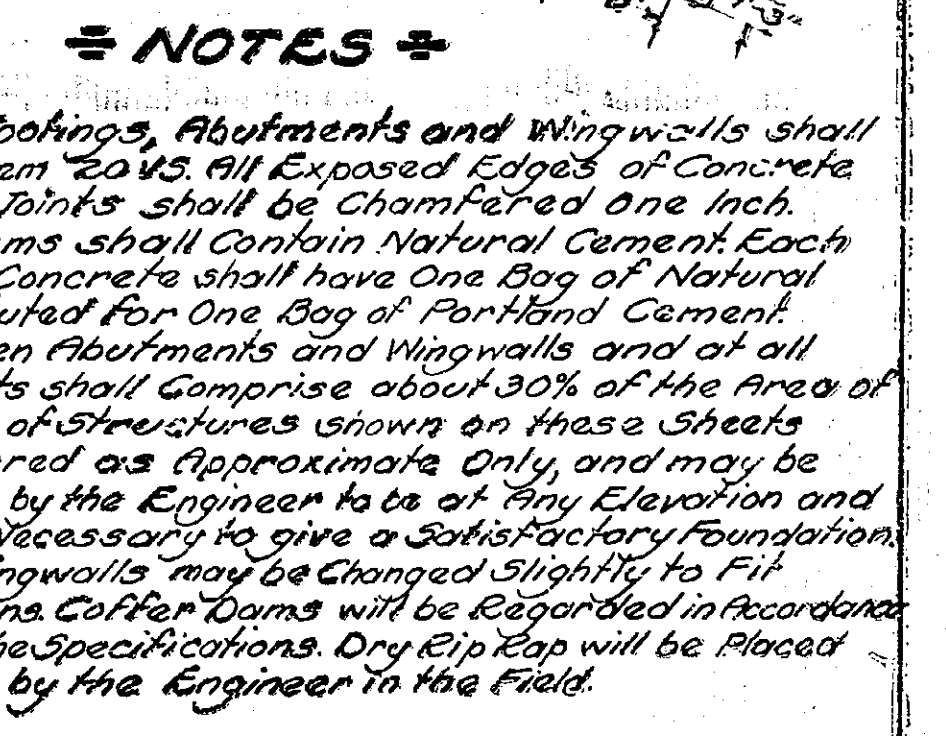 NOTES
ootings, Abutments and Wingwalls shall
em 20 VS. All Exposed Edges of Concrete
Joints shall be Chamfered One Inch.
ms shall Contain Natural Cement. Each
Concrete shall have One Bag of Natural
uted for One Bag of Portland Cement.
en Abutments and Wingwalls and at all
ts shall Comprise about 30% of the Area of
of Structures shown on these Sheets
red as Approximate Only, and may be
by the Engineer to be at Any Elevation and
Necessary to give a Satisfactory Foundation.
ngwalls may be Changed Slightly to Fit
ns. Coffer Dams will be Regarded in Accordance
he Specifications. Dry Rip Rap will be Placed
by the Engineer in the Field.